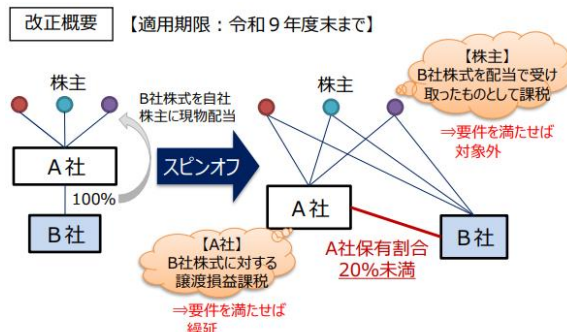 改正概要
【適用期限：令和９年度末まで】
株主
B社株式を自社
株主に現物配当
A社
100%
B社
スピンオフ
株主
【株主】
B社株式を配当で受け
取ったものとして課税
⇒要件を満たせば
対象外
A社
B社
A社保有割合
20%未満
【A社】
B社株式に対する
譲渡損益課税
⇒要件を満たせば
繰延